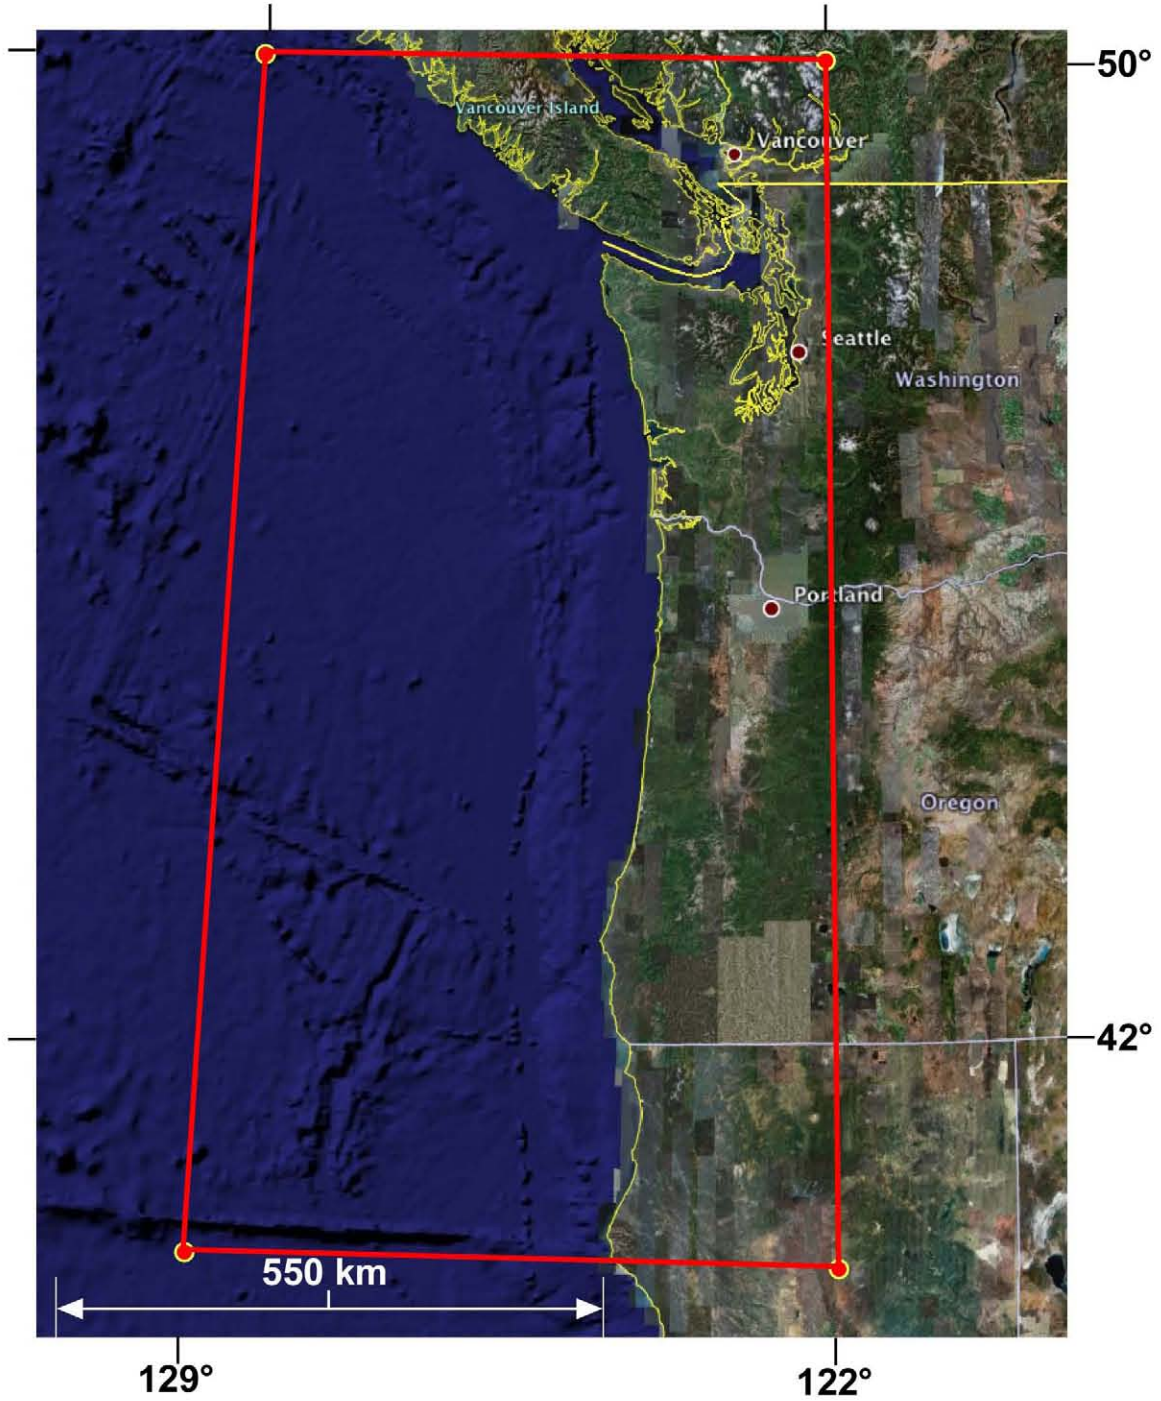 50°
Vancouver Island
Vancouver
Seattle
Washington
Portland
Oregon
42°
550 km
129°
122°